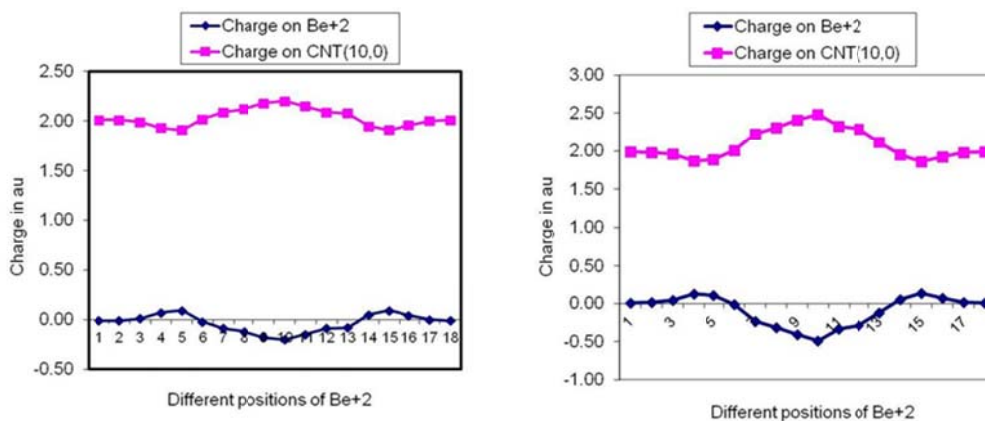 Charge on Be+2
Charge on CNT(10,0)
2.50
2.00
1.50
1.00
0.50
0.00
-0.50
Charge in au
1 2 3 4 5 6 7 8 9 10 11 12 13 14 15 16 17 18
Different positions of Be+2
Charge on Be+2
Charge on CNT(10,0)
3.00
2.50
2.00
1.50
1.00
0.50
0.00
-0.50
-1.00
Charge in au
1 3 5 7 9 11 13 15 17
Different positions of Be+2